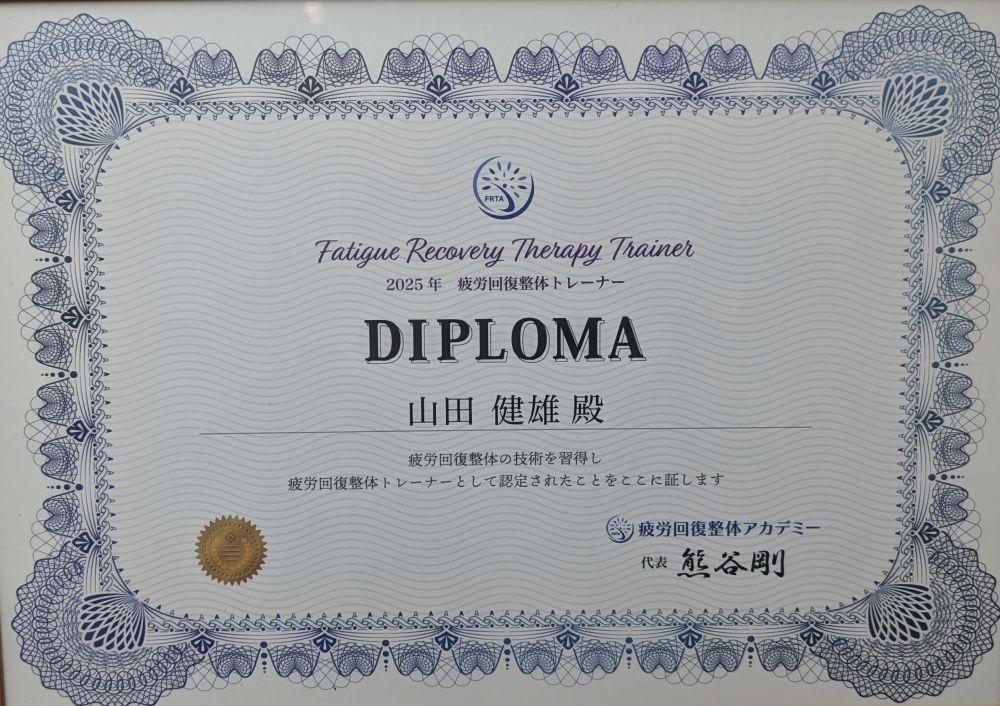 FRTA
Fatigue Recovery Therapy Trainer
2025年 疲労回復整体トレーナー
DIPLOMA
山田 健雄 殿
疲労回復整体の技術を習得し
疲労回復整体トレーナーとして認定されたことをここに証します
疲労回復整体アカデミー
代表 熊谷剛